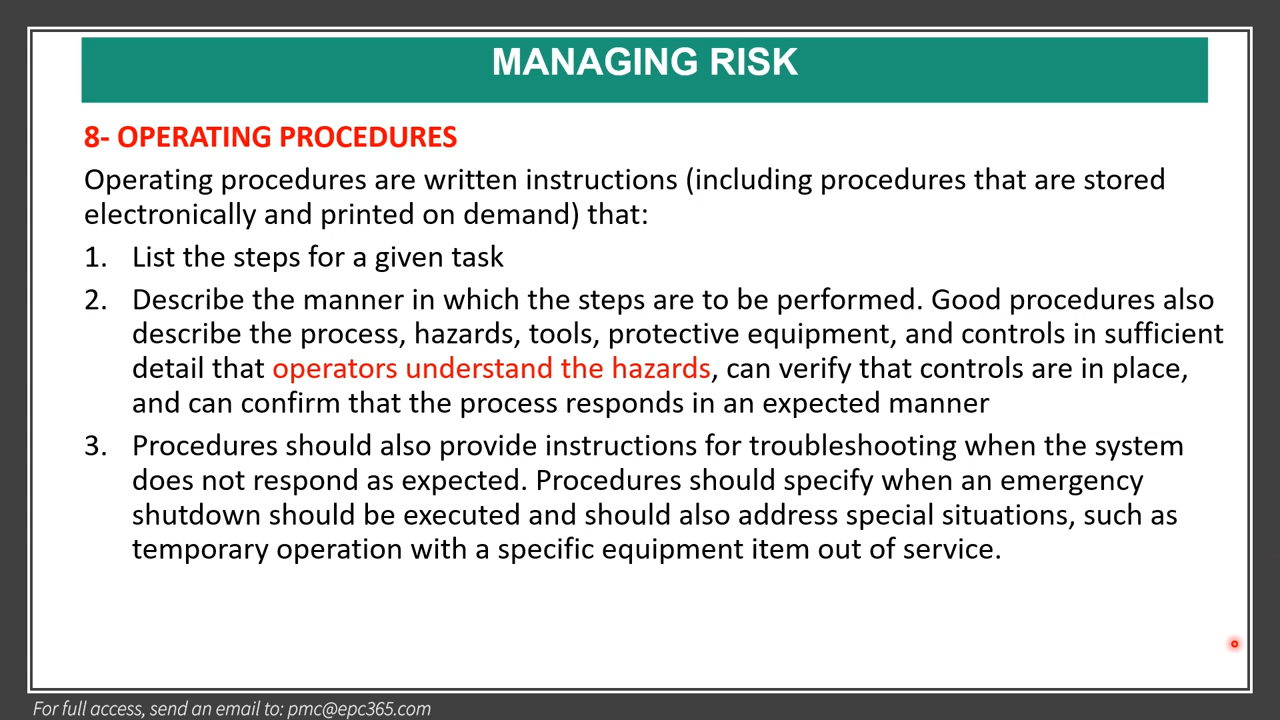 MANAGING RISK
8- OPERATING PROCEDURES
Operating procedures are written instructions (including procedures that are stored
electronically and printed on demand) that:
1. List the steps for a given task
2. Describe the manner in which the steps are to be performed. Good procedures also
describe the process, hazards, tools, protective equipment, and controls in sufficient
detail that operators understand the hazards, can verify that controls are in place,
and can confirm that the process responds in an expected manner
3. Procedures should also provide instructions for troubleshooting when the system
does not respond as expected. Procedures should specify when an emergency
shutdown should be executed and should also address special situations, such as
temporary operation with a specific equipment item out of service.
For full access, send an email to: pmc@epc365.com